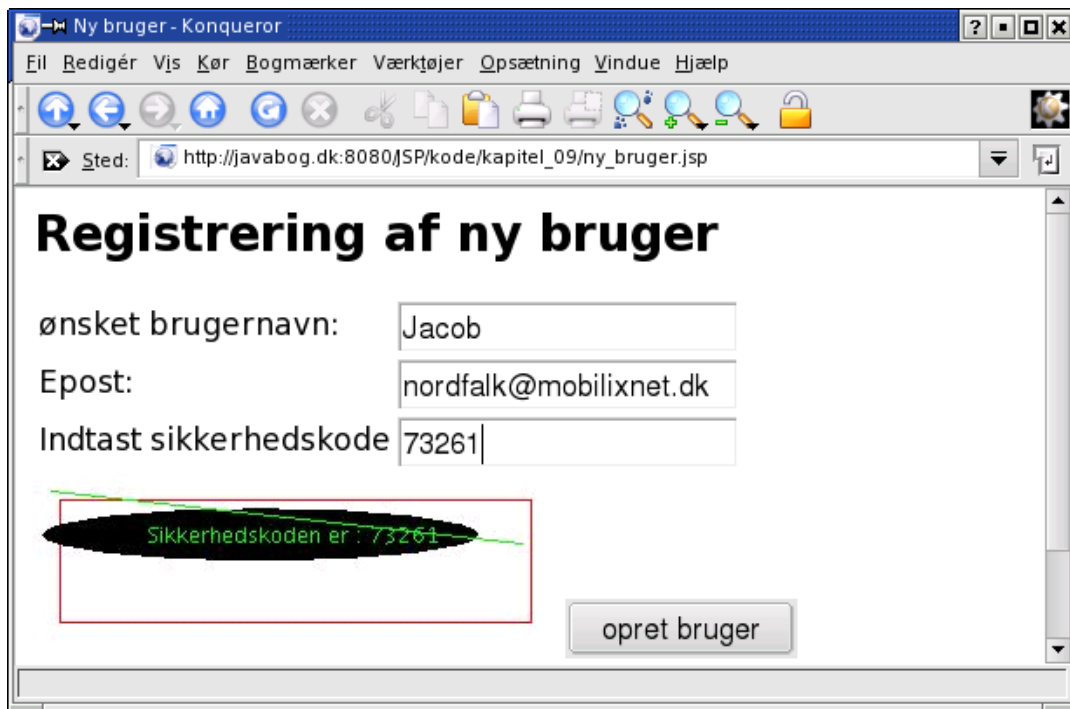 Ny bruger - Konqueror
Fil Redigér Vis Kør Bogmærker Værktøjer Opsætning Vindue Hjælp
Sted: http://javabog.dk:8080/JSP/kode/kapitel_09/ny_bruger.jsp
Registrering af ny bruger
ønsket brugernavn: Jacob
Epost: nordfalk@mobilixnet.dk
Indtast sikkerhedskode 73261
Sikkerhedskoden er : 73261
opret bruger